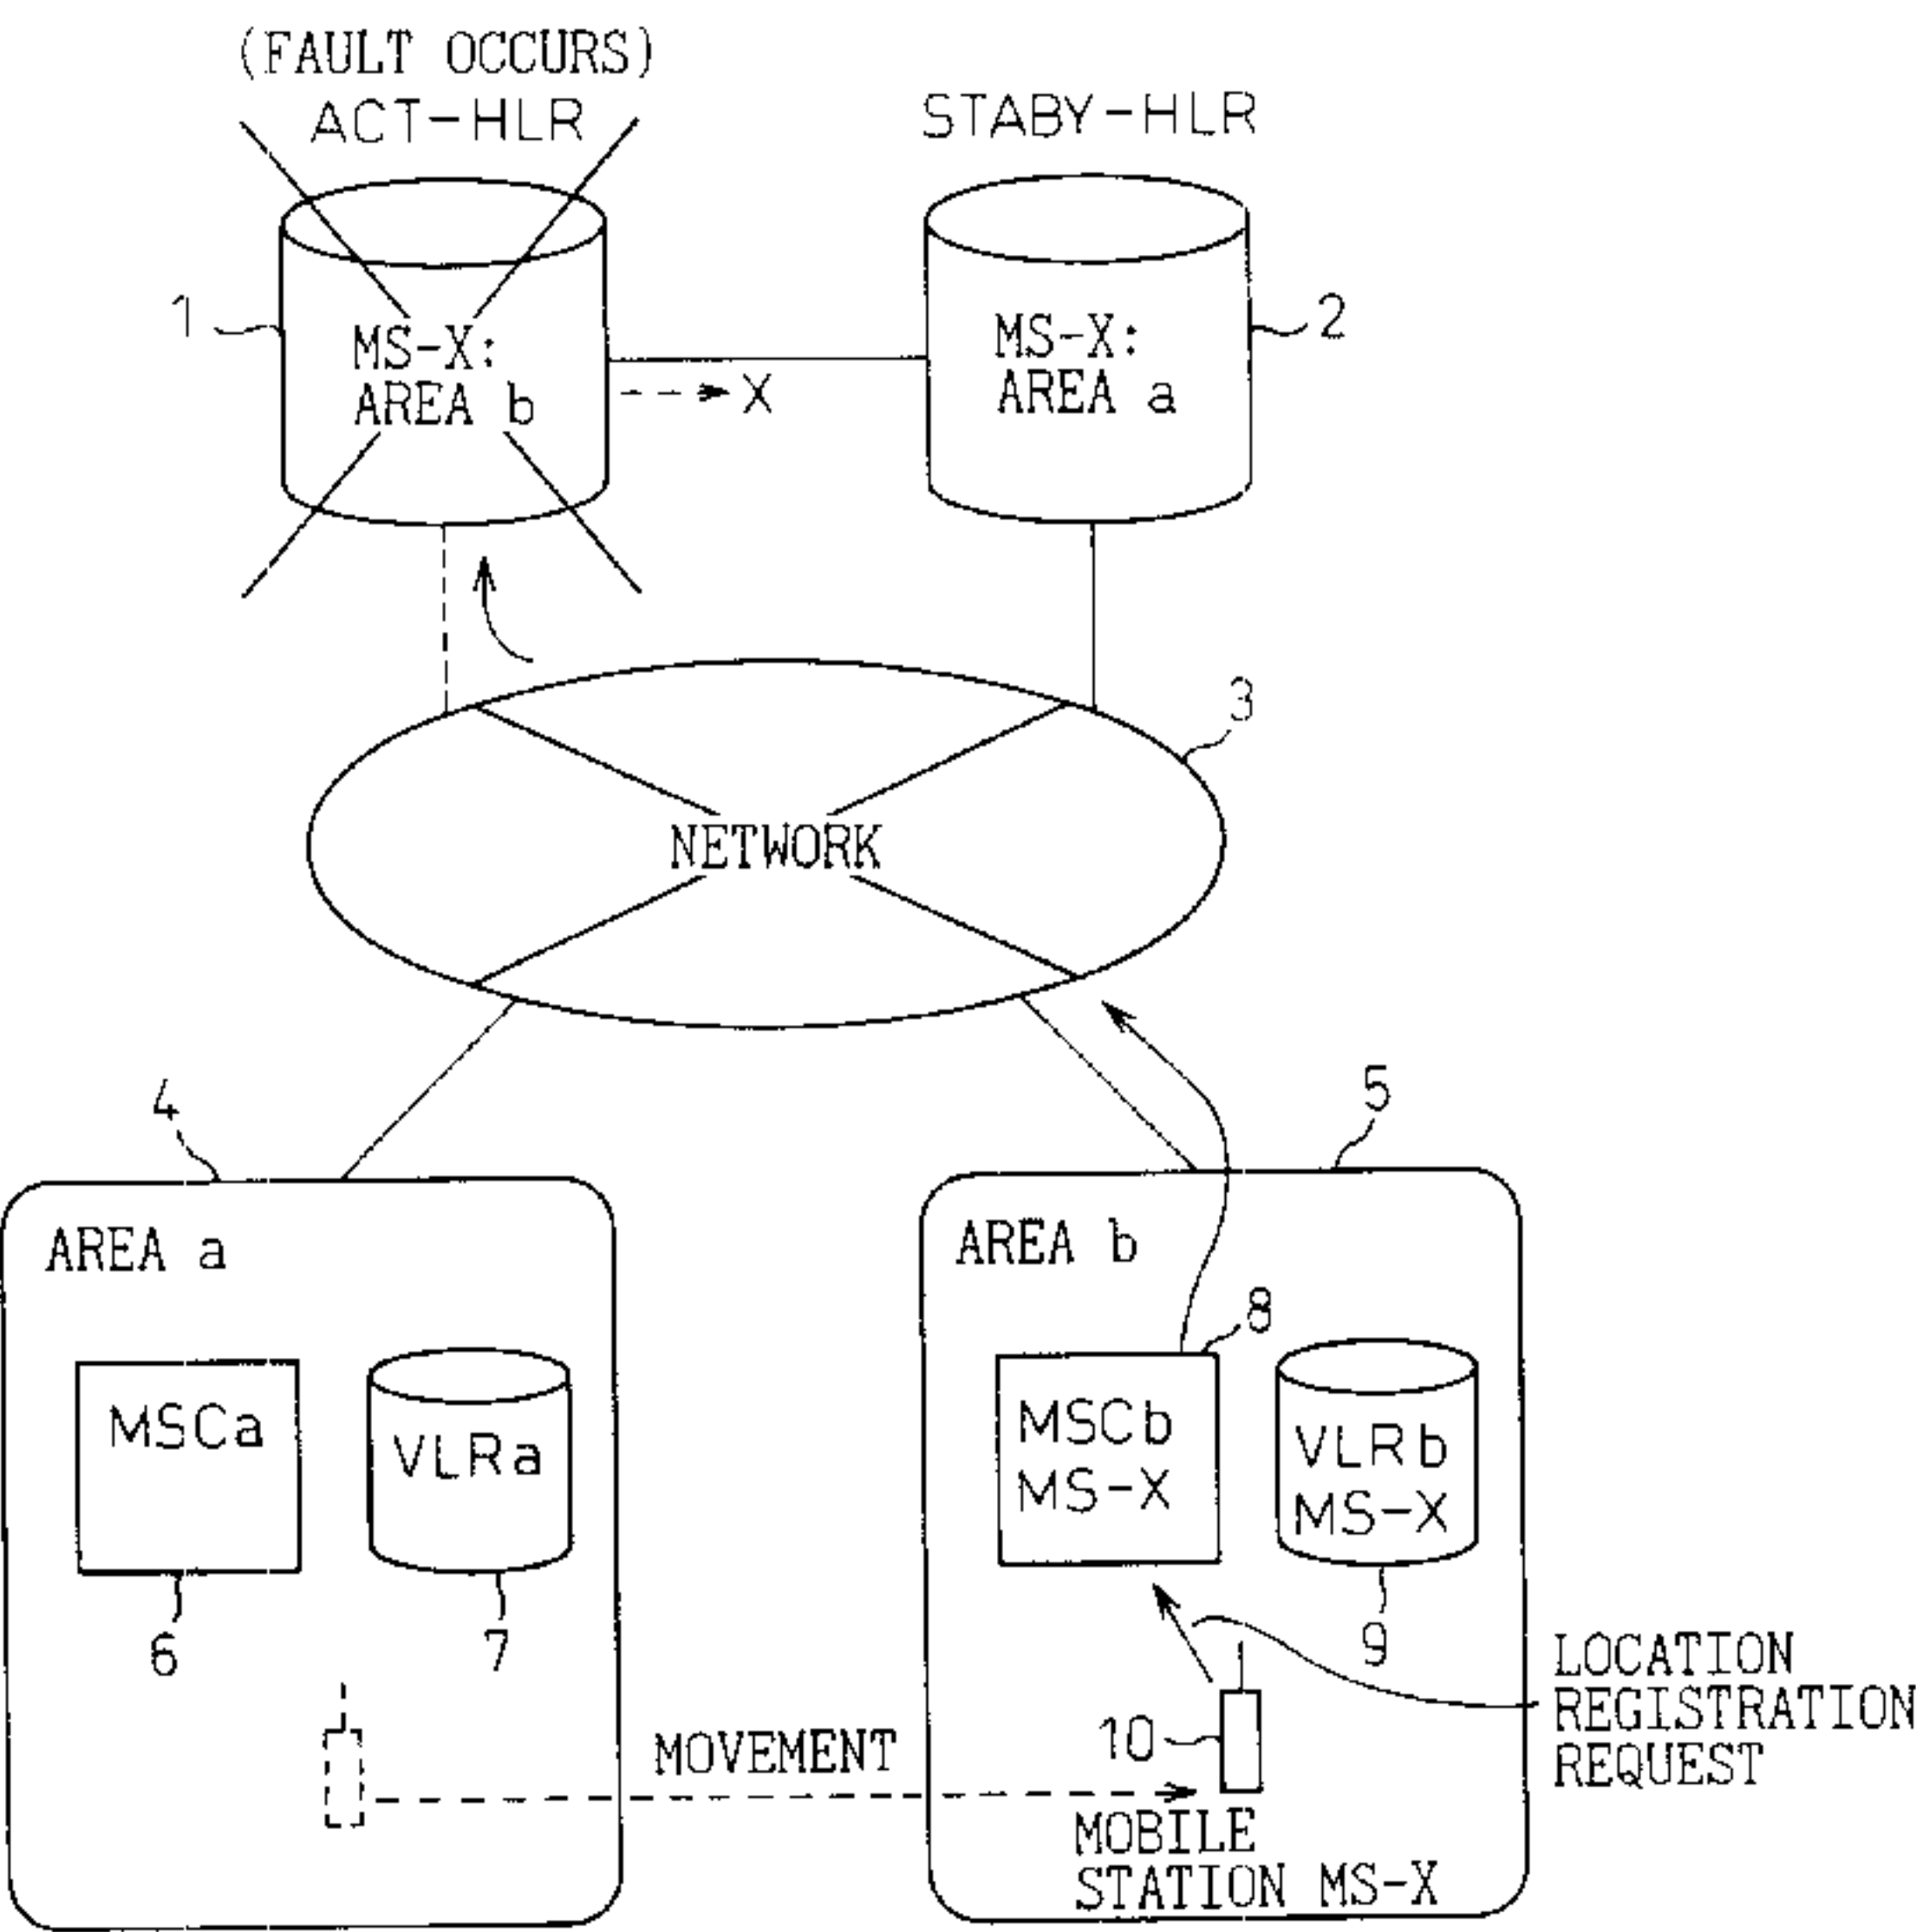 (FAULT OCCURS)
ACT-HLR
STABY-HLR
1
MS-X:
AREA b
X
MS-X:
AREA a
2
3
NETWORK
4
5
AREA a
AREA b
8
MSCa
VLRa
MSCb
MS-X
VLRb
MS-X
6
7
9
LOCATION
REGISTRATION
REQUEST
MOVEMENT
10
MOBILE
STATION MS-X